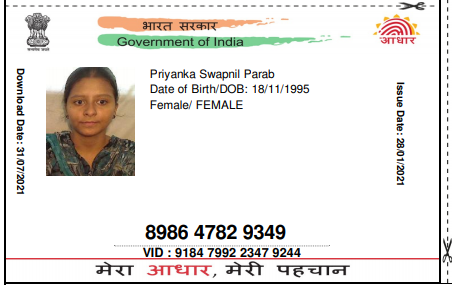 भारत सरकार
Government of India
आधार
Download Date: 31/07/2021
Priyanka Swapnil Parab
Date of Birth/DOB: 18/11/1995
Female/ FEMALE
Issue Date: 28/01/2021
8986 4782 9349
VID : 9184 7992 2347 9244
मेरा आधार, मेरी पहचान